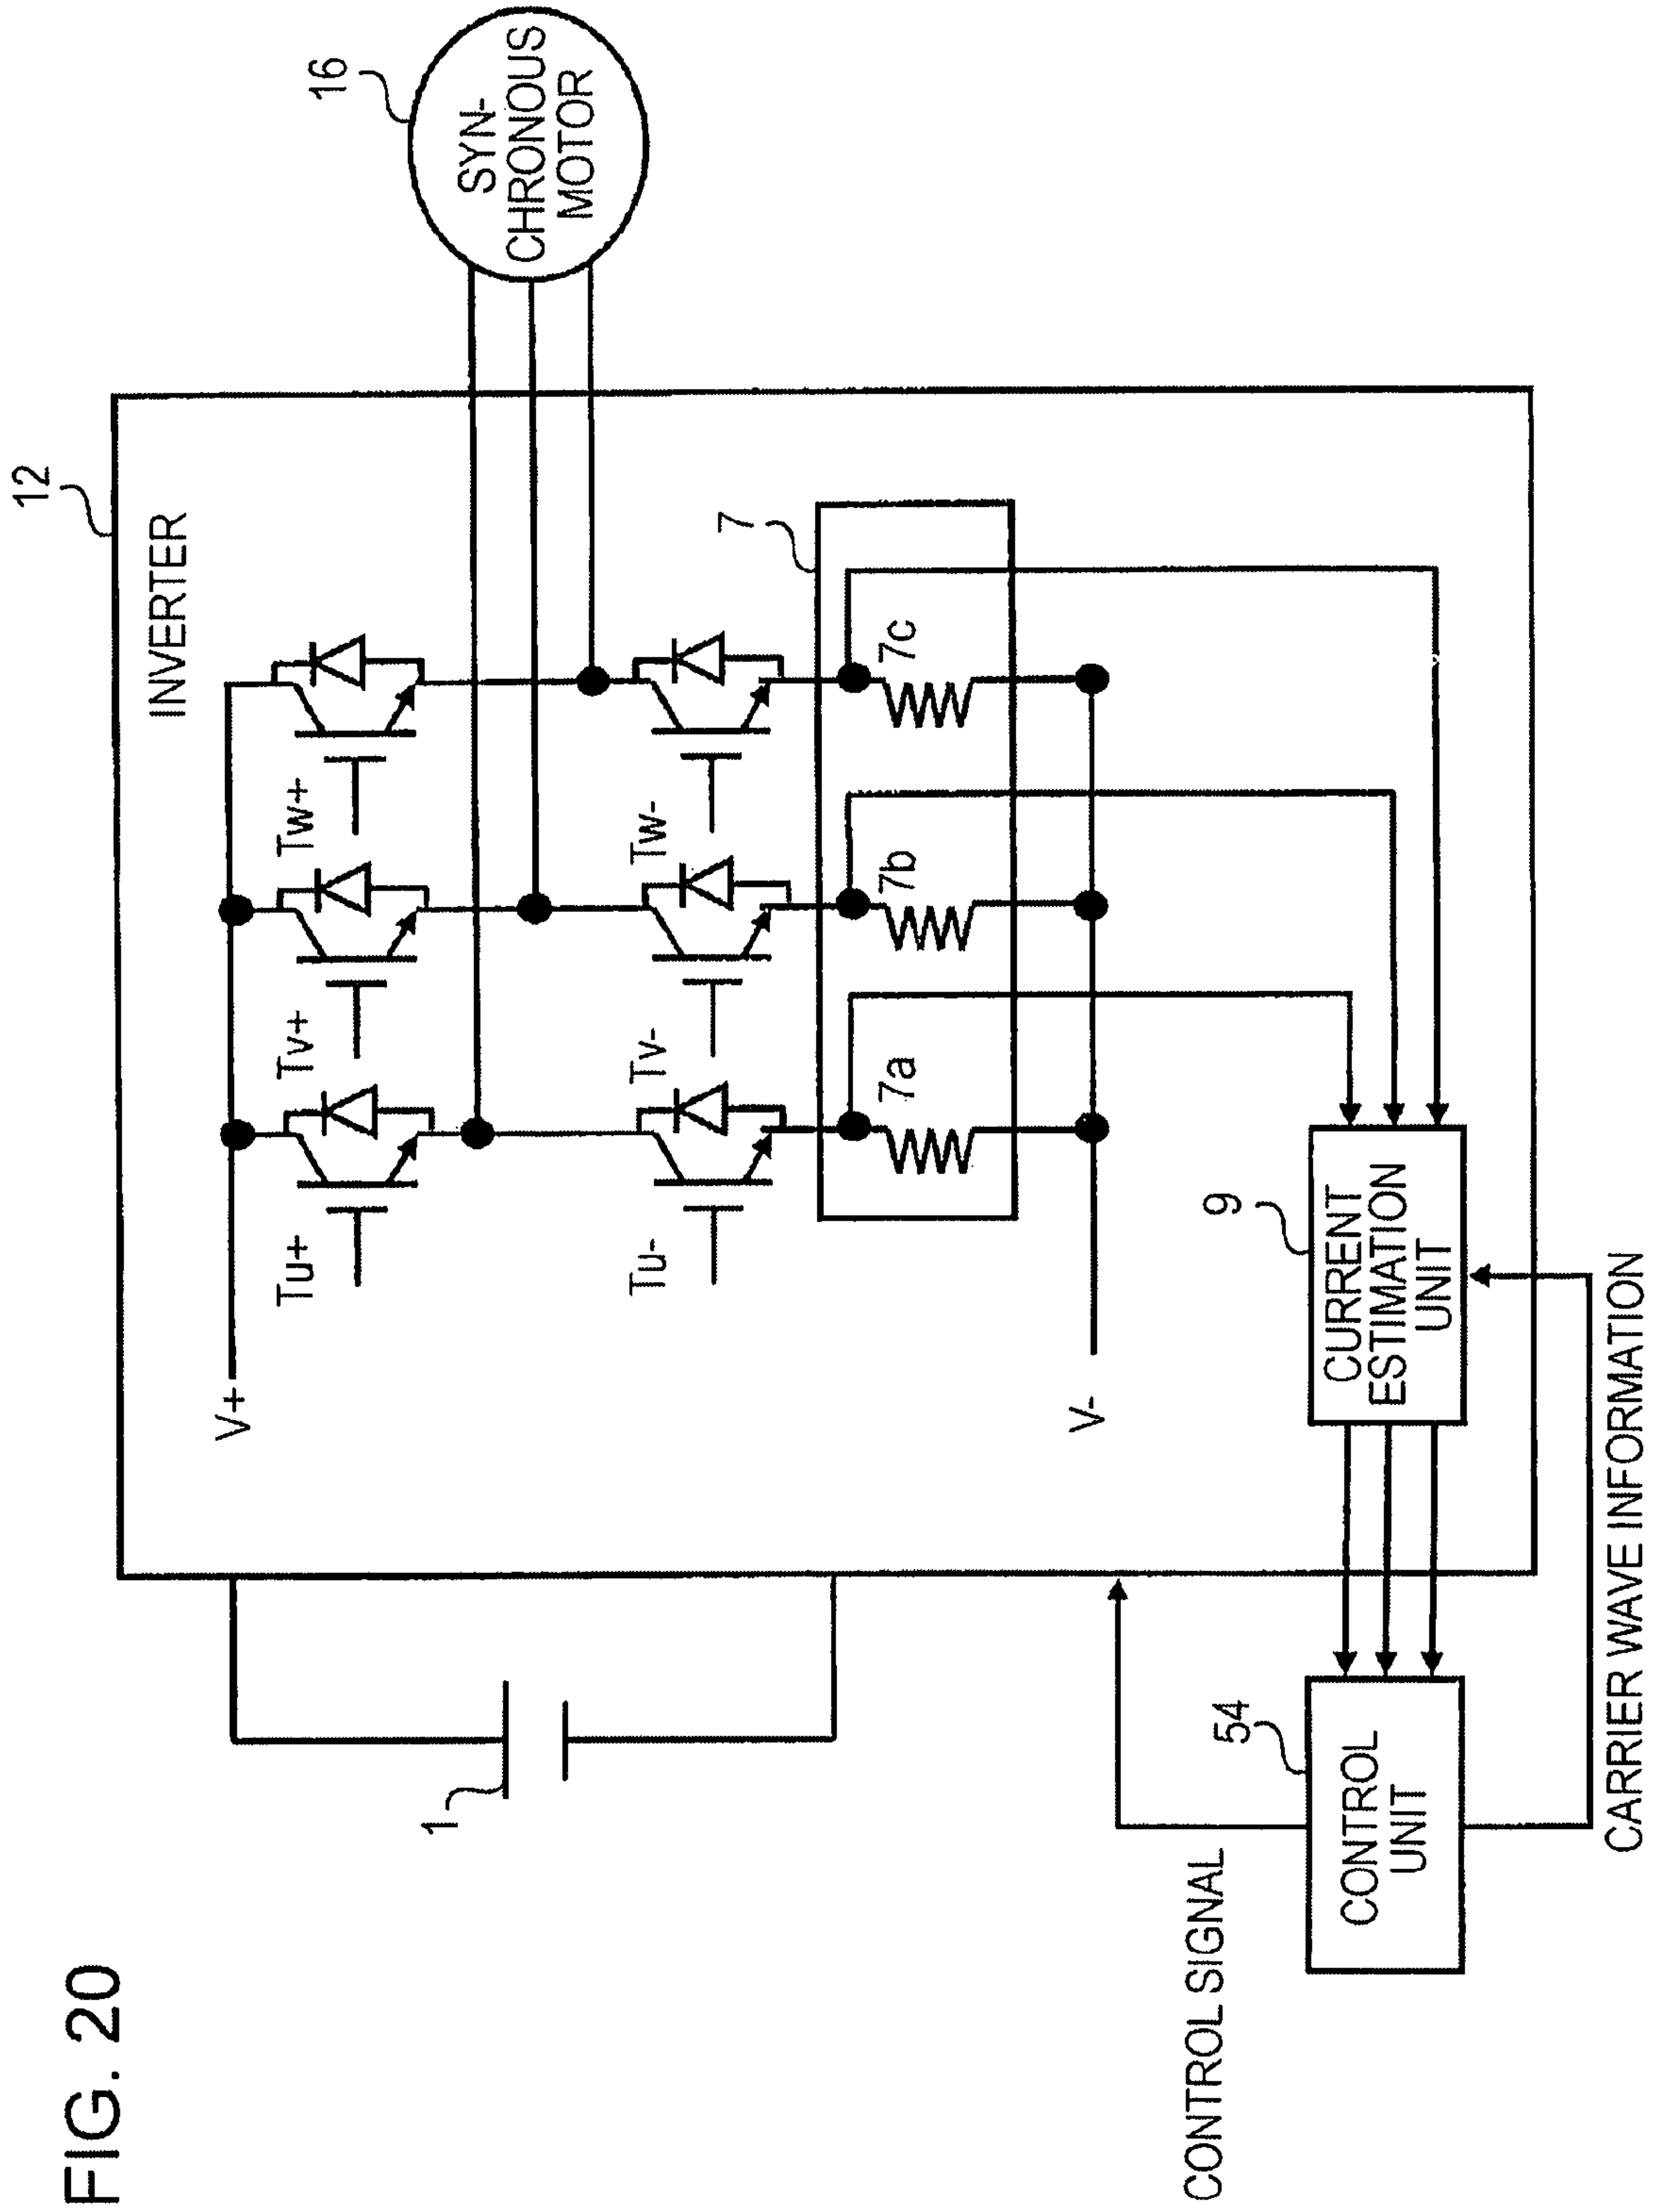 FIG. 20
12
INVERTER
16
SYN-
CHRONOUS
MOTOR
V+
Tu+
Tv+
Tw+
Tu-
Tv-
Tw-
7
7a
7b
7c
V-
1
9
CURRENT
ESTIMATION
UNIT
54
CONTROL
UNIT
CONTROL SIGNAL
CARRIER WAVE INFORMATION